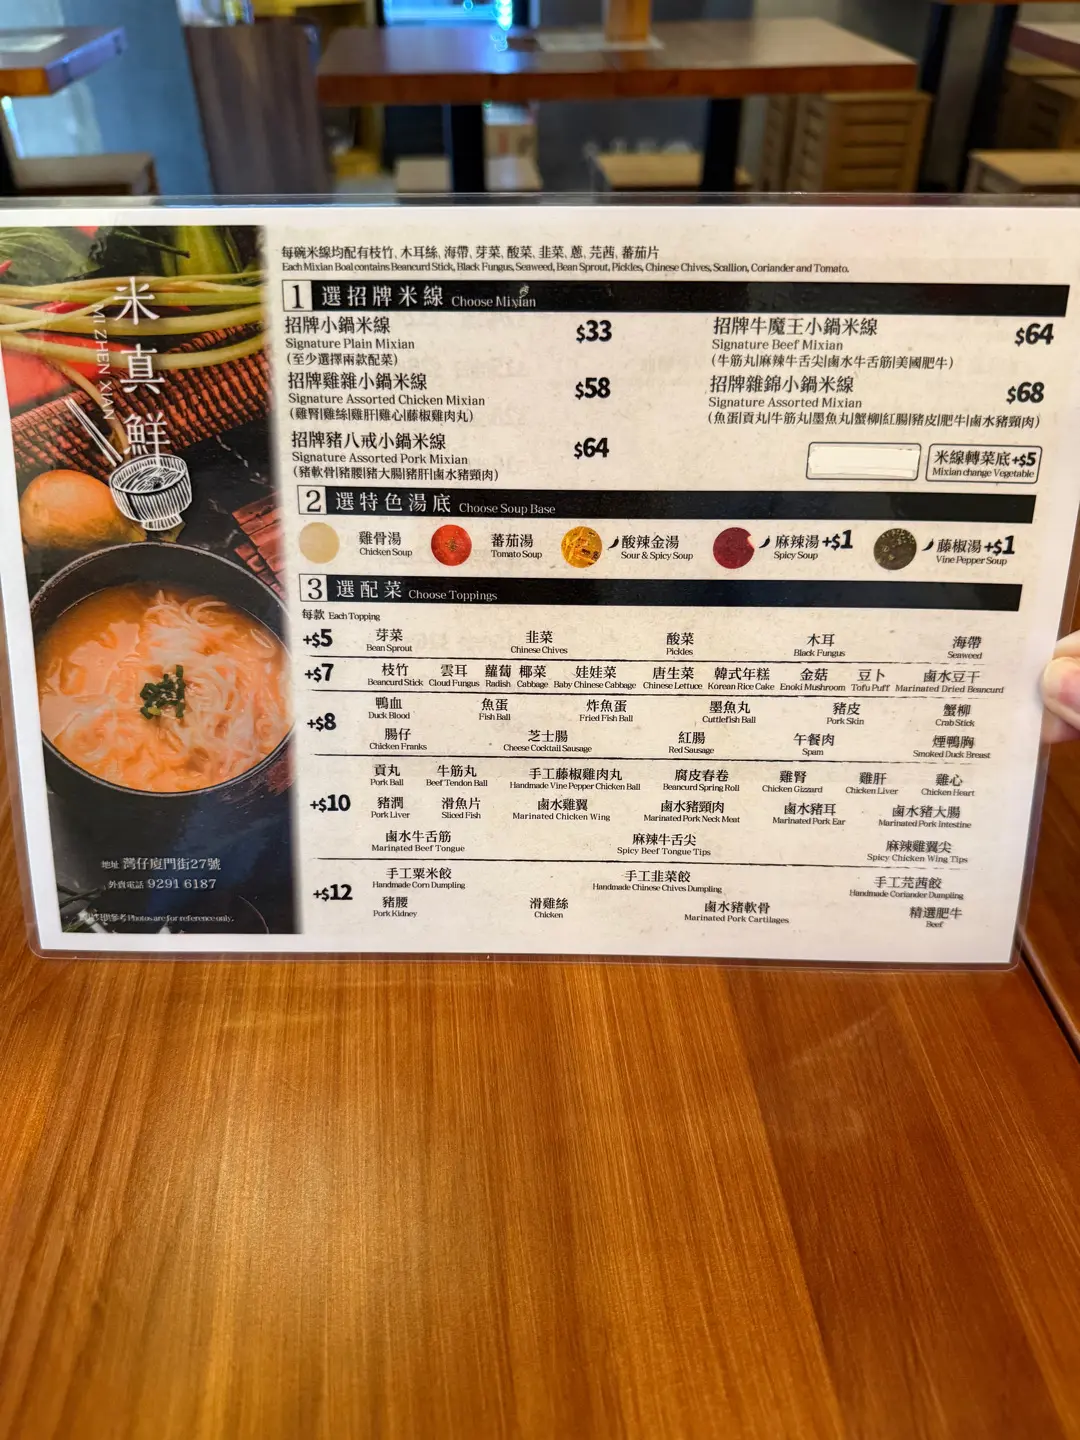 米真鮮
MI ZHEN XIAN
每碗米線均配有枝竹, 木耳絲, 海帶, 芽菜, 酸菜, 韭菜, 蔥, 芫茜, 蕃茄片
Each Mixian Boal contains Beancurd Stick, Black Fungus, Seaweed, Bean Sprout, Pickles, Chinese Chives, Scallion, Coriander and Tomato.
1 選招牌米線 Choose Mixian
招牌小鍋米線 $33
Signature Plain Mixian
(至少選擇兩款配菜)
招牌雞雜小鍋米線 $58
Signature Assorted Chicken Mixian
(雞腎|雞絲|雞肝|雞心|藤椒雞肉丸)
招牌豬八戒小鍋米線 $64
Signature Assorted Pork Mixian
(豬軟骨|豬腰|豬大腸|豬肝|鹵水豬頸肉)
招牌牛魔王小鍋米線 $64
Signature Beef Mixian
(牛筋丸|麻辣牛舌尖|鹵水牛舌筋|美國肥牛)
招牌雜錦小鍋米線 $68
Signature Assorted Mixian
(魚蛋|貢丸|牛筋丸|墨魚丸|蟹柳|紅腸|豬皮|肥牛|鹵水豬頸肉)
米線轉菜底+$5
Mixian change Vegetable
2 選特色湯底 Choose Soup Base
雞骨湯 蕃茄湯 酸辣金湯 麻辣湯+$1 藤椒湯+$1
Chicken Soup Tomato Soup Sour & Spicy Soup Spicy Soup Vine Pepper Soup
3 選配菜 Choose Toppings
每款 Each Topping
+$5 芽菜 韭菜 酸菜 木耳 海帶
Bean Sprout Chinese Chives Pickles Black Fungus Seaweed
+$7 枝竹 雲耳 蘿蔔 椰菜 娃娃菜 唐生菜 韓式年糕 金菇 豆卜 鹵水豆干
Beancurd Stick Cloud Fungus Radish Cabbage Baby Chinese Cabbage Chinese Lettuce Korean Rice Cake Enoki Mushroom Tofu Puff Marinated Dried Beancurd
+$8 鴨血 魚蛋 炸魚蛋 墨魚丸 豬皮 蟹柳
Duck Blood Fish Ball Fried Fish Ball Cuttlefish Ball Pork Skin Crab Stick
腸仔 芝士腸 紅腸 午餐肉 煙鴨胸
Chicken Franks Cheese Cocktail Sausage Red Sausage Spam Smoked Duck Breast
+$10 貢丸 牛筋丸 手工藤椒雞肉丸 腐皮春卷 雞腎 雞肝 雞心
Pork Ball Beef Tendon Ball Handmade Vine Pepper Chicken Ball Beancurd Spring Roll Chicken Gizzard Chicken Liver Chicken Heart
豬潤 滑魚片 鹵水雞翼 鹵水豬頸肉 鹵水豬耳 鹵水豬大腸
Pork Liver Sliced Fish Marinated Chicken Wing Marinated Pork Neck Meat Marinated Pork Ear Marinated Pork Intestine
鹵水牛舌筋 麻辣牛舌尖 麻辣雞翼尖
Marinated Beef Tongue Spicy Beef Tongue Tips Spicy Chicken Wing Tips
+$12 手工粟米餃 手工韭菜餃 手工芫茜餃
Handmade Corn Dumpling Handmade Chinese Chives Dumpling Handmade Coriander Dumpling
豬腰 滑雞絲 鹵水豬軟骨 精選肥牛
Pork Kidney Chicken Marinated Pork Cartilages Beef
地址 灣仔廈門街27號
外賣電話 9291 6187
Photos are for reference only.